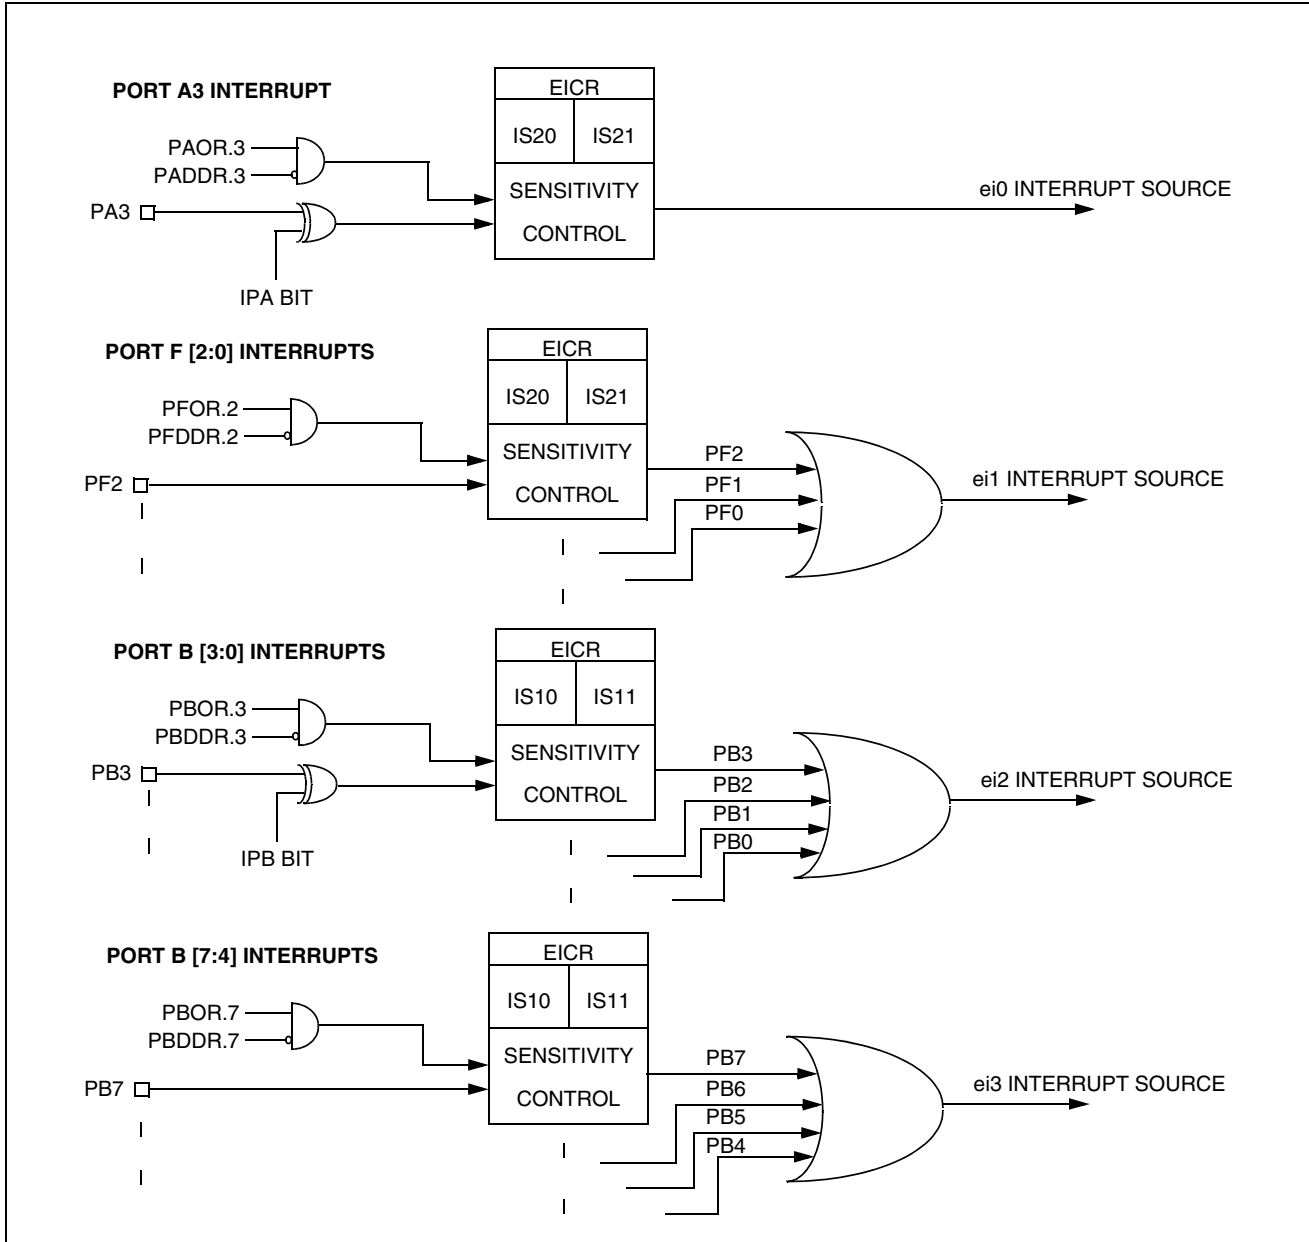 PORT A3 INTERRUPT
EICR
IS20 IS21
PAOR.3
PADDR.3
SENSITIVITY
CONTROL
PA3
IPA BIT
ei0 INTERRUPT SOURCE
PORT F [2:0] INTERRUPTS
EICR
IS20 IS21
PFOR.2
PFDDR.2
SENSITIVITY
CONTROL
PF2
PF2
PF1
PF0
ei1 INTERRUPT SOURCE
PORT B [3:0] INTERRUPTS
EICR
IS10 IS11
PBOR.3
PBDDR.3
SENSITIVITY
CONTROL
PB3
IPB BIT
PB3
PB2
PB1
PB0
ei2 INTERRUPT SOURCE
PORT B [7:4] INTERRUPTS
EICR
IS10 IS11
PBOR.7
PBDDR.7
SENSITIVITY
CONTROL
PB7
PB7
PB6
PB5
PB4
ei3 INTERRUPT SOURCE